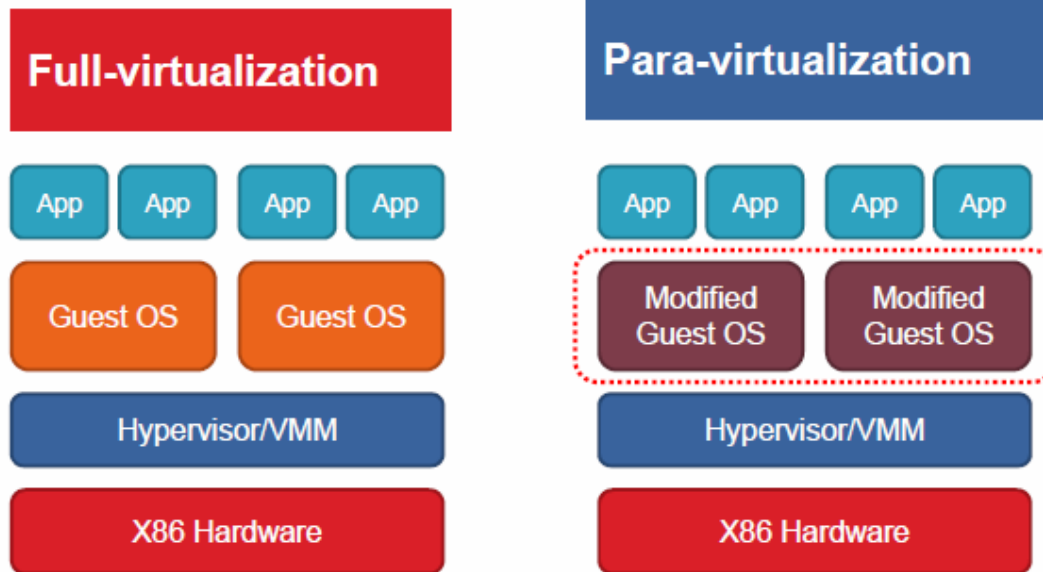 Full-virtualization
App App App App
Guest OS Guest OS
Hypervisor/VMM
X86 Hardware
Para-virtualization
App App App App
Modified Guest OS Modified Guest OS
Hypervisor/VMM
X86 Hardware